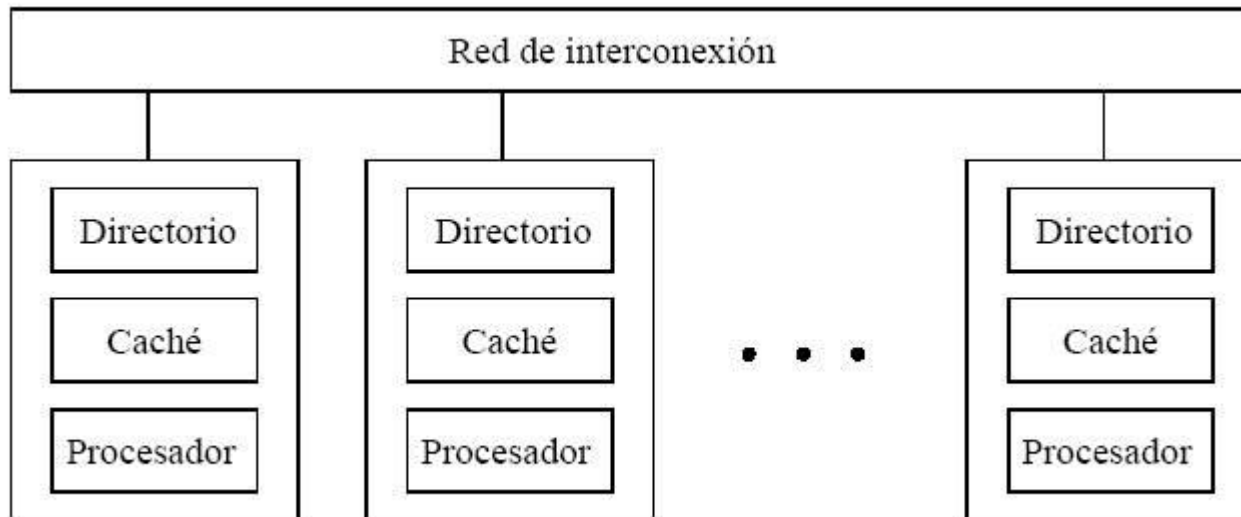 Red de interconexión
Directorio
Caché
Procesador
Directorio
Caché
Procesador
Directorio
Caché
Procesador